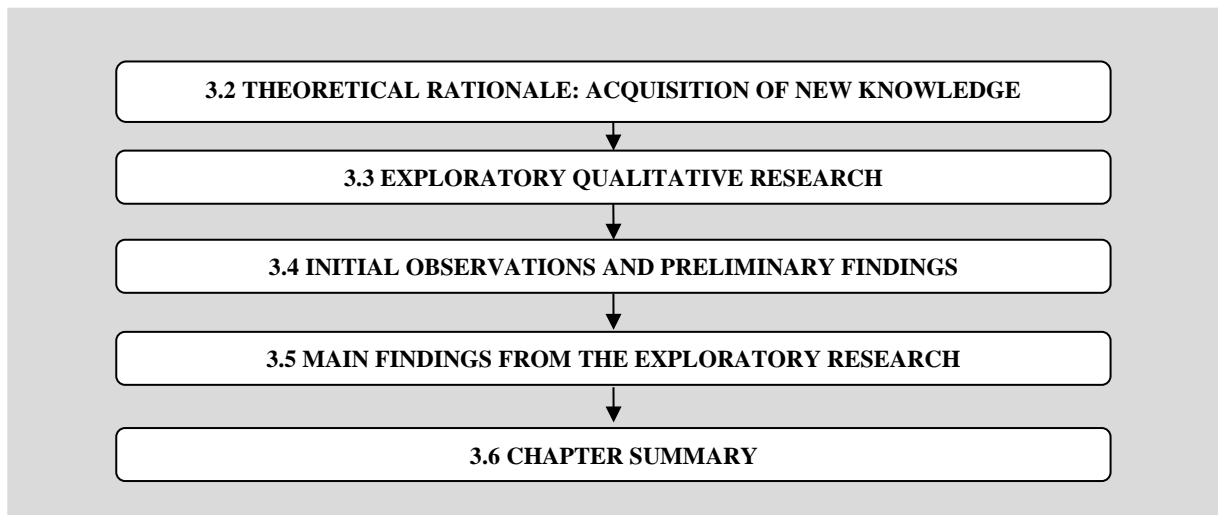 3.2 THEORETICAL RATIONALE: ACQUISITION OF NEW KNOWLEDGE
3.3 EXPLORATORY QUALITATIVE RESEARCH
3.4 INITIAL OBSERVATIONS AND PRELIMINARY FINDINGS
3.5 MAIN FINDINGS FROM THE EXPLORATORY RESEARCH
3.6 CHAPTER SUMMARY